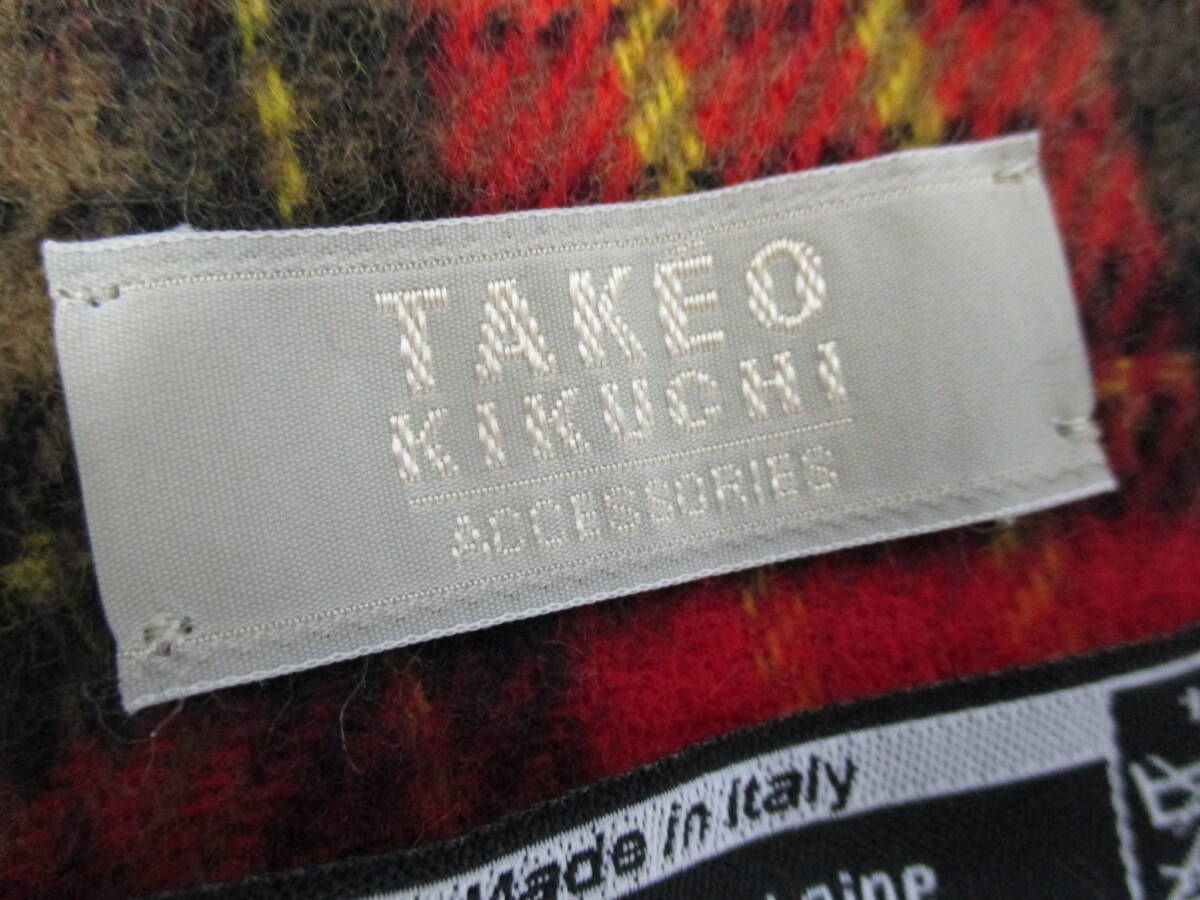 TAKEO
KIKUCHI
ACCESSORIES
Made in Italy